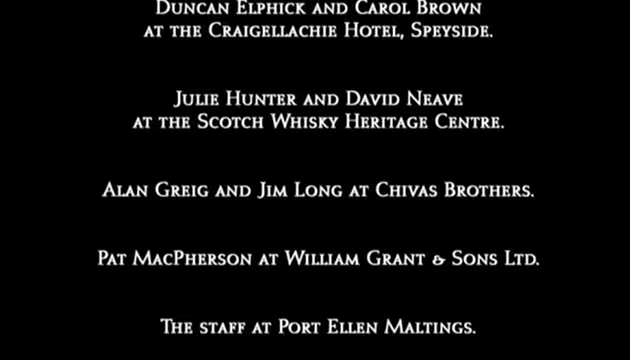 Duncan Elphick and Carol Brown
at the Craigellachie Hotel, Speyside.
Julie Hunter and David Neave
at the Scotch Whisky Heritage Centre.
Alan Greig and Jim Long at Chivas Brothers.
Pat MacPherson at William Grant & Sons Ltd.
The staff at Port Ellen Maltings.